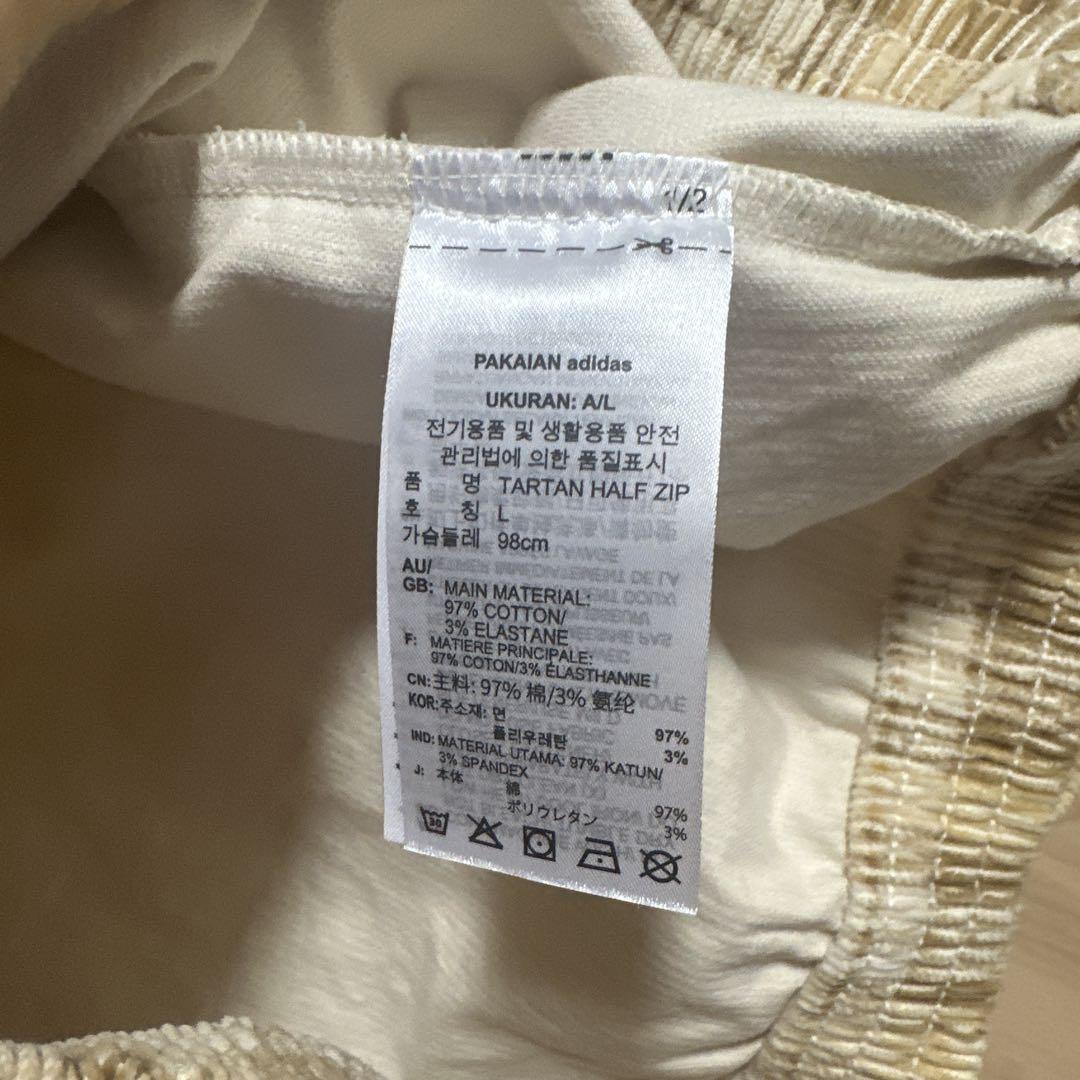 1/2
PAKAIAN adidas
UKURAN: A/L
전기용품 및 생활용품 안전
관리법에 의한 품질표시
품 명 TARTAN HALF ZIP
호 칭 L
가슴둘레 98cm
AU/
GB: MAIN MATERIAL:
97% COTTON/
3% ELASTANE
F: MATIERE PRINCIPALE:
97% COTON/3% ÉLASTHANNE
CN:主料: 97% 棉/3% 氨纶
KOR:주소재: 면 97%
폴리우레탄 3%
IND: MATERIAL UTAMA: 97% KATUN/
3% SPANDEX
J: 本体 綿 97%
ポリウレタン 3%
30